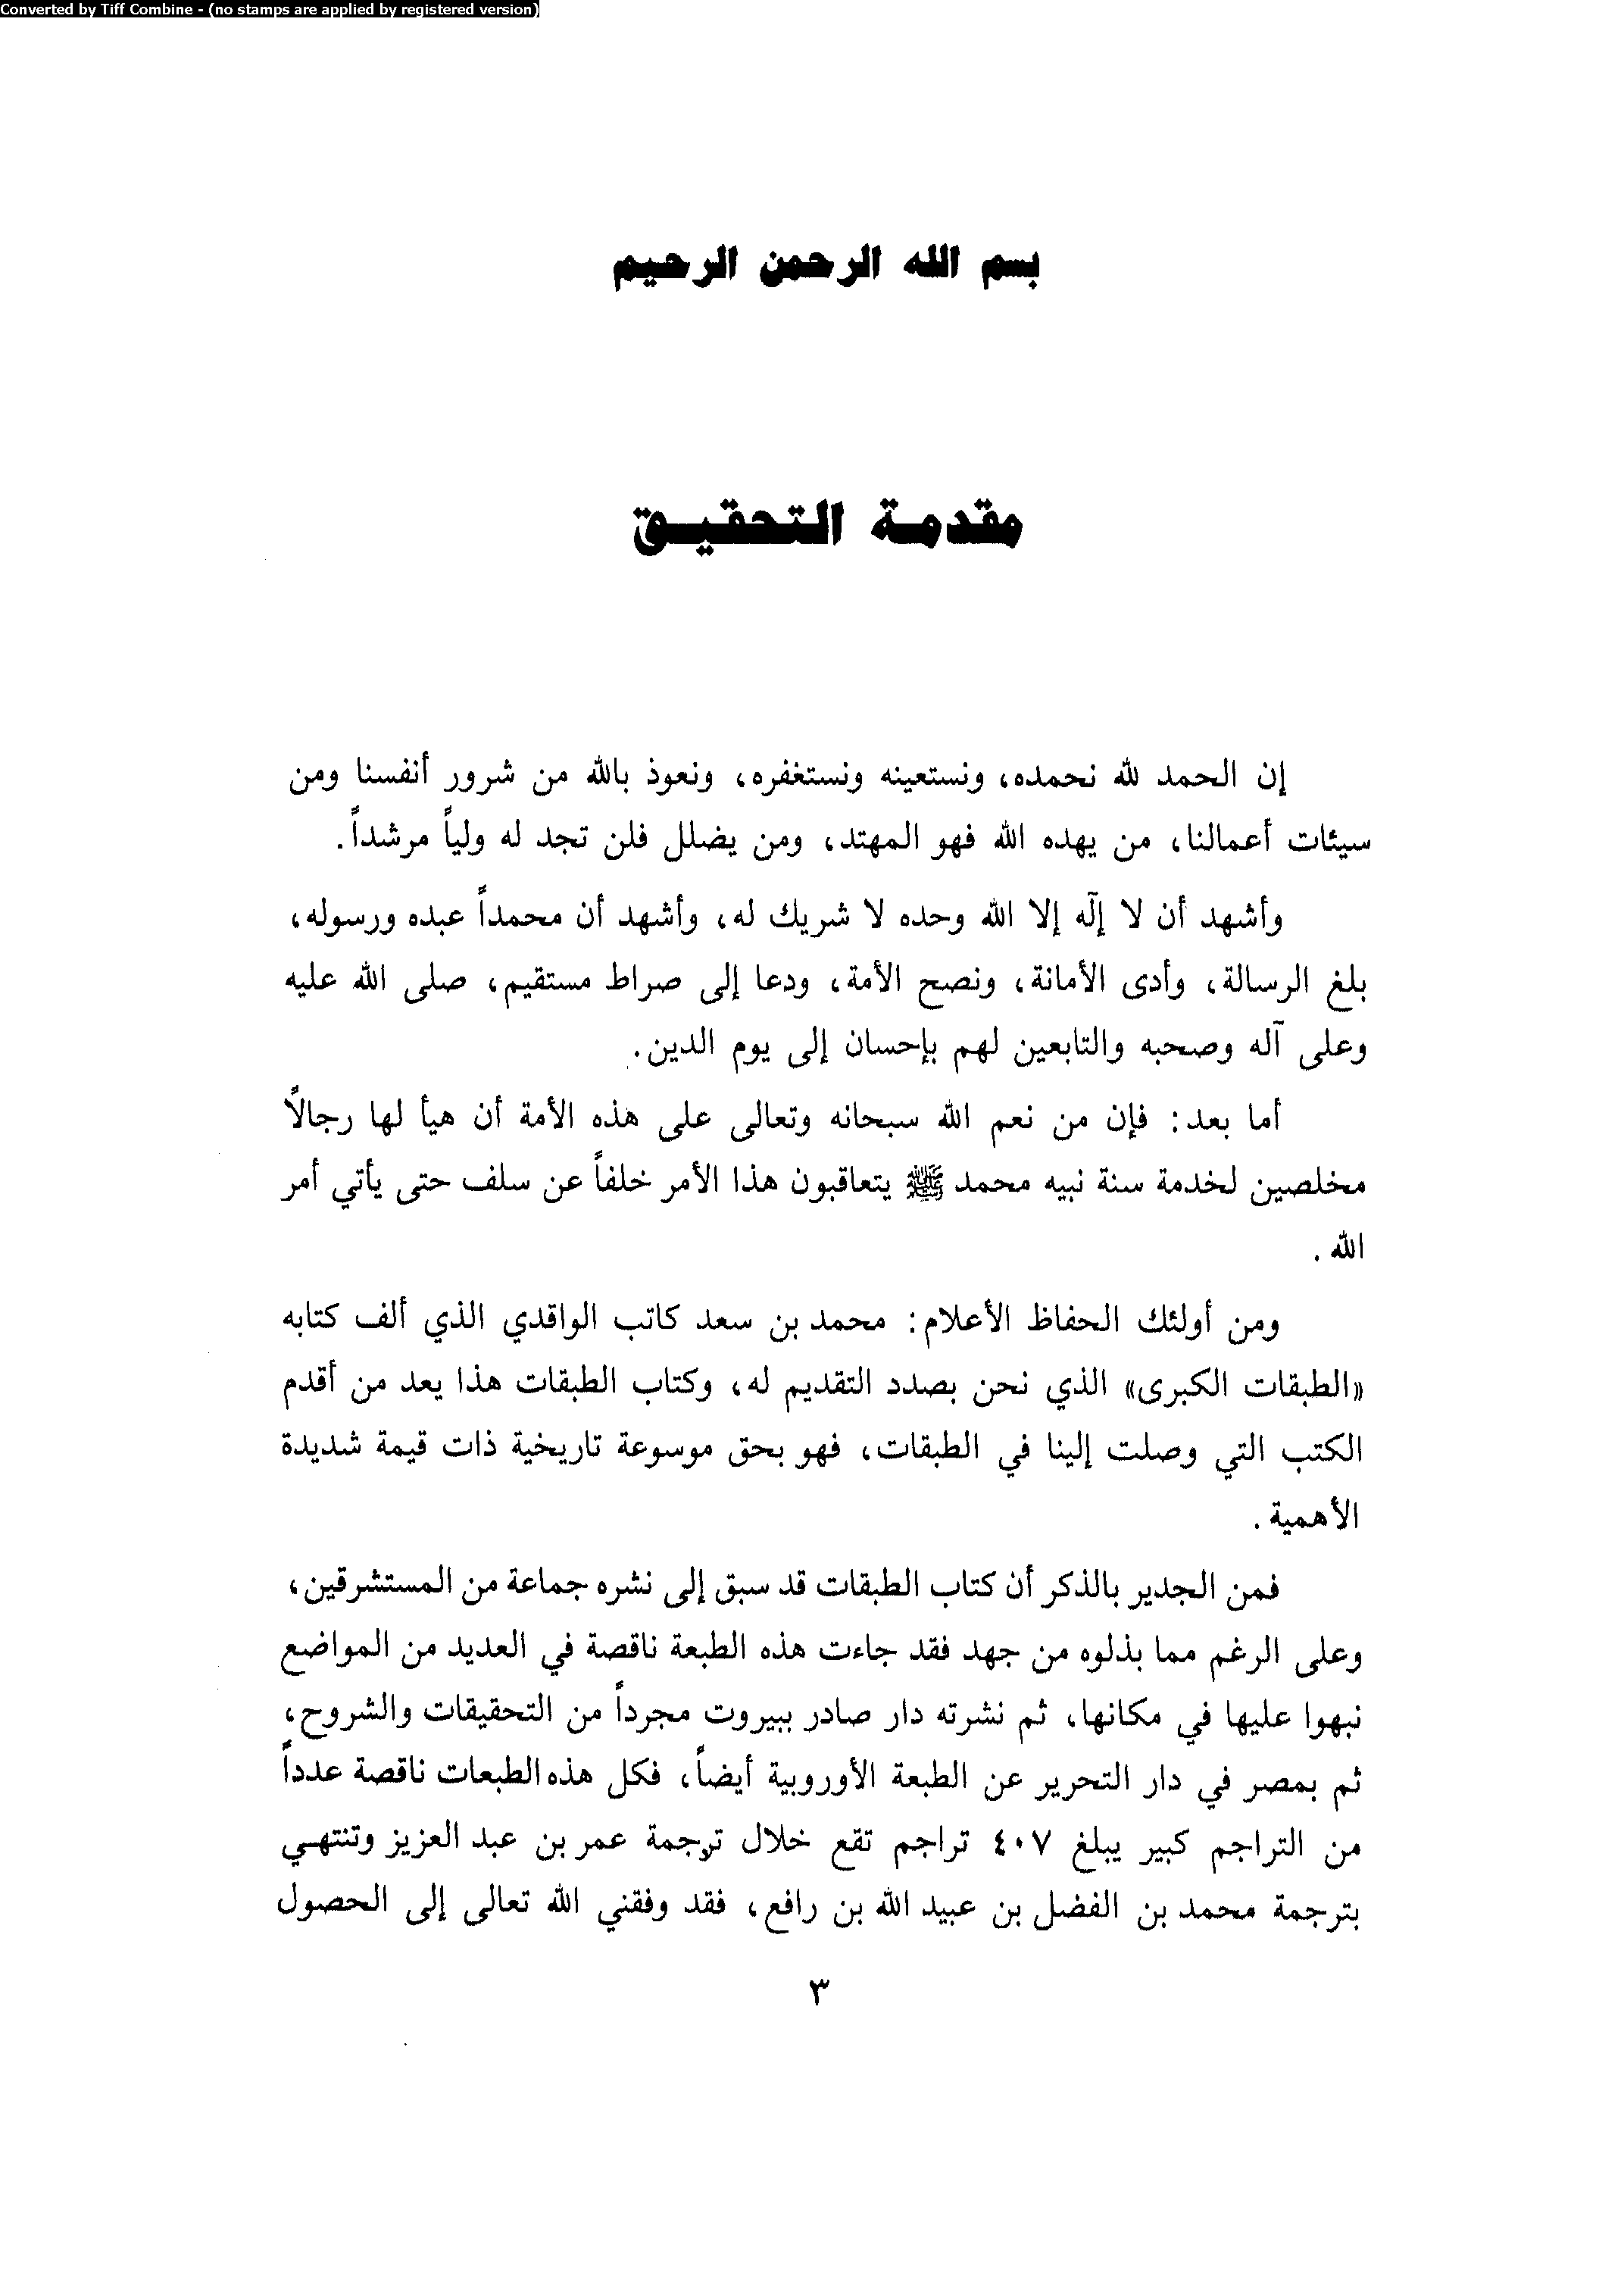 Converted by Tiff Combine - (no stamps are applied by registered version)
بسم الله الرحمن الرحيم
مقدمة التحقيق
إن الحمد لله نحمده، ونستعينه ونستغفره، ونعوذ بالله من شرور أنفسنا ومن
سيئات أعمالنا، من يهده الله فهو المهتد، ومن يضلل فلن تجد له ولياً مرشداً.
وأشهد أن لا إلٓه إلا الله وحده لا شريك له، وأشهد أن محمداً عبده ورسوله،
بلغ الرسالة، وأدى الأمانة، ونصح الأمة، ودعا إلى صراط مستقيم، صلى الله عليه
وعلى آله وصحبه والتابعين لهم بإحسان إلى يوم الدين.
أما بعد: فإن من نعم الله سبحانه وتعالى على هذه الأمة أن هيأ لها رجالاً
مخلصين لخدمة سنة نبيه محمد ﷺ يتعاقبون هذا الأمر خلفاً عن سلف حتى يأتي أمر
الله.
ومن أولئك الحفاظ الأعلام: محمد بن سعد كاتب الواقدي الذي ألف كتابه
«الطبقات الكبرى» الذي نحن بصدد التقديم له، وكتاب الطبقات هذا يعد من أقدم
الكتب التي وصلت إلينا في الطبقات، فهو بحق موسوعة تاريخية ذات قيمة شديدة
الأهمية.
فمن الجدير بالذكر أن كتاب الطبقات قد سبق إلى نشره جماعة من المستشرقين،
وعلى الرغم مما بذلوه من جهد فقد جاءت هذه الطبعة ناقصة في العديد من المواضع
نبهوا عليها في مكانها، ثم نشرته دار صادر ببيروت مجرداً من التحقيقات والشروح،
ثم بمصر في دار التحرير عن الطبعة الأوروبية أيضاً، فكل هذه الطبعات ناقصة عدداً
من التراجم كبير يبلغ ٤٠٧ تراجم تقع خلال ترجمة عمر بن عبد العزيز وتنتهي
بترجمة محمد بن الفضل بن عبيد الله بن رافع، فقد وفقني الله تعالى إلى الحصول
٣